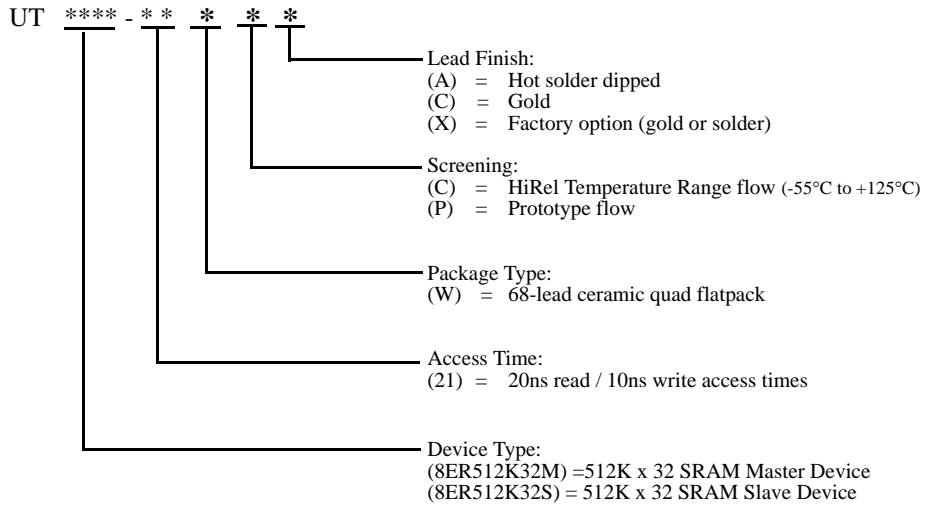 UT **** - * * * * *
Lead Finish:
(A) = Hot solder dipped
(C) = Gold
(X) = Factory option (gold or solder)
Screening:
(C) = HiRel Temperature Range flow (-55°C to +125°C)
(P) = Prototype flow
Package Type:
(W) = 68-lead ceramic quad flatpack
Access Time:
(21) = 20ns read / 10ns write access times
Device Type:
(8ER512K32M) =512K x 32 SRAM Master Device
(8ER512K32S) = 512K x 32 SRAM Slave Device